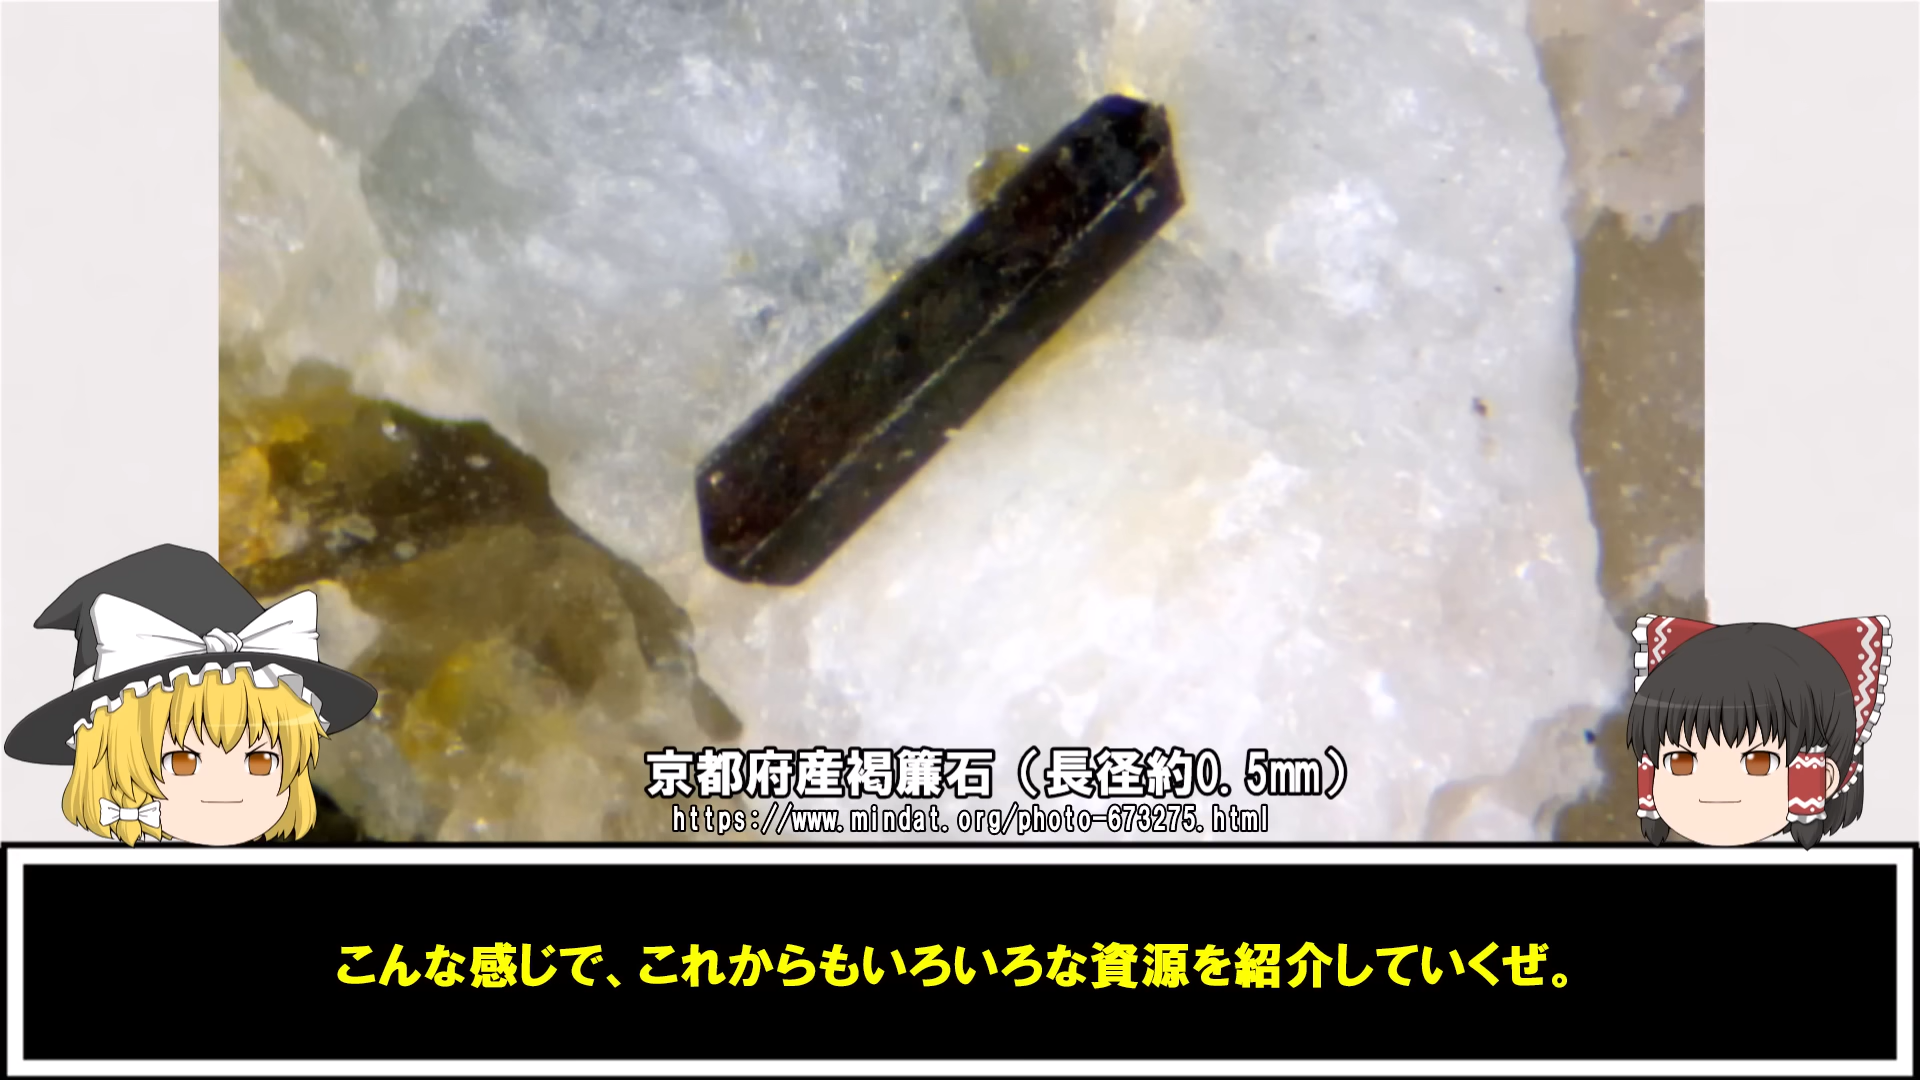 京都府産褐簾石（長径約0.5mm）
https://www.mindat.org/photo-673275.html
こんな感じで、これからもいろいろな資源を紹介していくぜ。